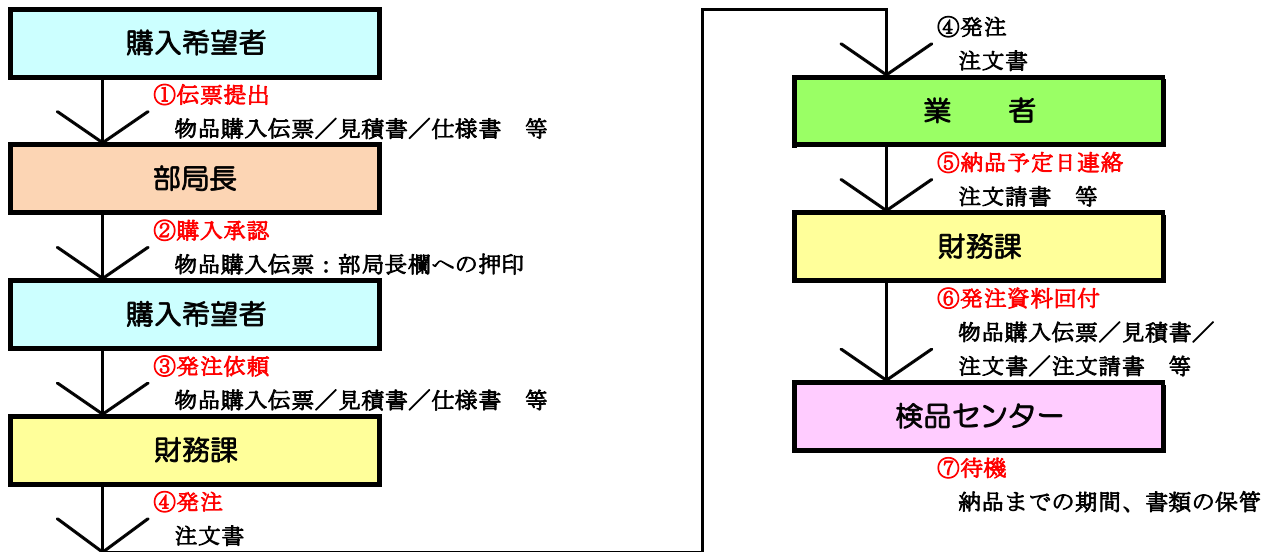 購入希望者
①伝票提出
物品購入伝票／見積書／仕様書　等
部局長
②購入承認
物品購入伝票：部局長欄への押印
購入希望者
③発注依頼
物品購入伝票／見積書／仕様書　等
財務課
④発注
注文書
④発注
注文書
業　　者
⑤納品予定日連絡
注文請書　等
財務課
⑥発注資料回付
物品購入伝票／見積書／
注文書／注文請書　等
検品センター
⑦待機
納品までの期間、書類の保管